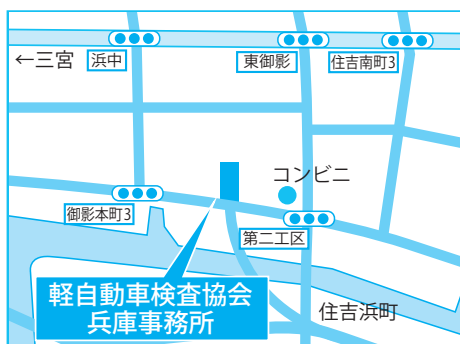 ←三宮
浜中
東御影
住吉南町3
コンビニ
御影本町3
第二工区
軽自動車検査協会
兵庫事務所
住吉浜町